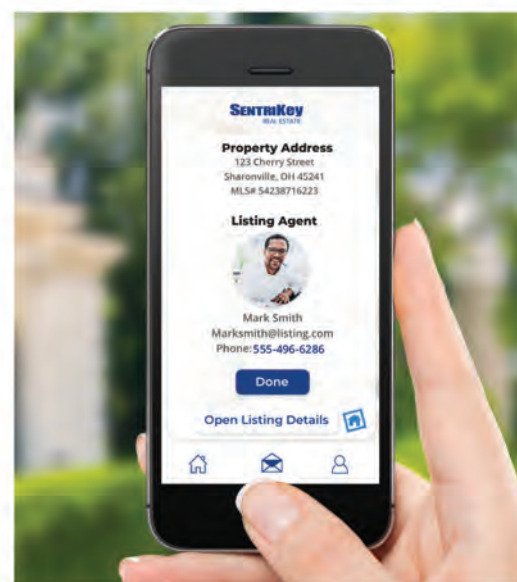 SENTRIKEY
REAL ESTATE
Property Address
123 Cherry Street
Sharonville, OH 45241
MLS# 54238716223
Listing Agent
Mark Smith
Marksmith@listing.com
Phone: 555-496-6286
Done
Open Listing Details